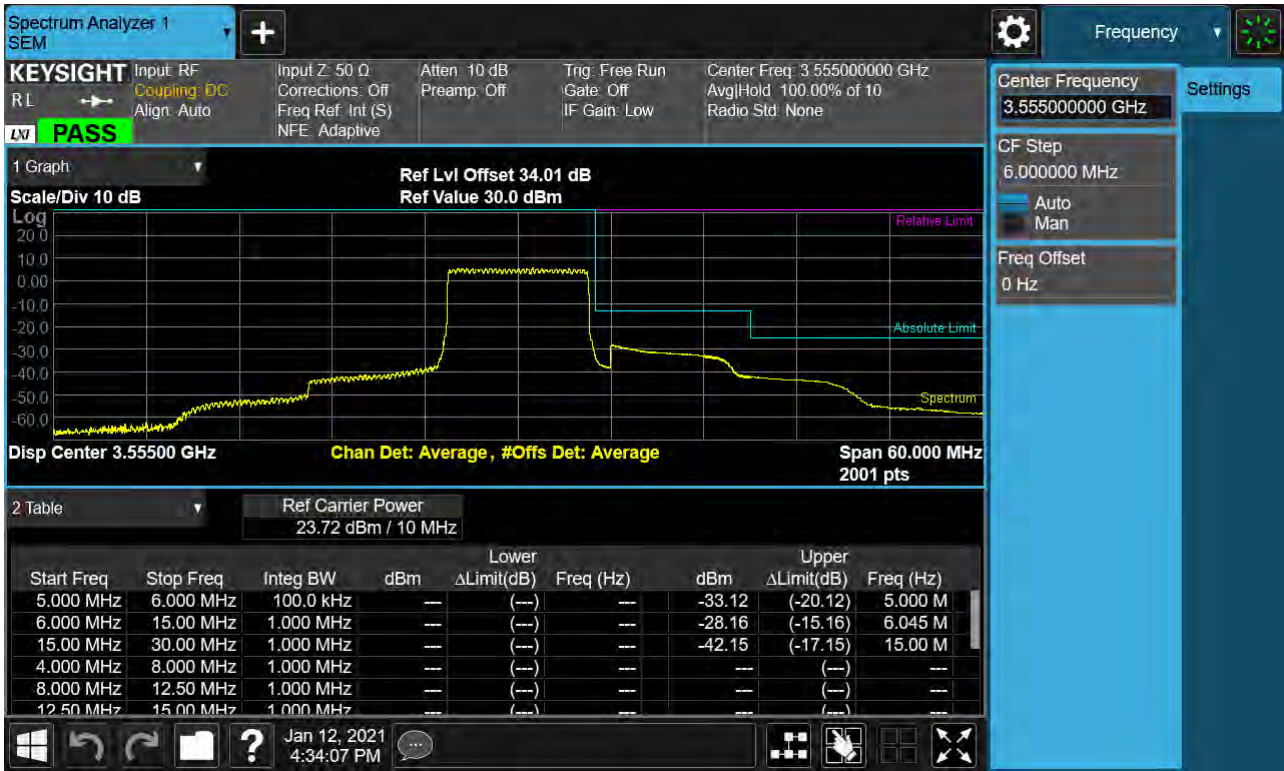 Spectrum Analyzer 1
SEM
+
Frequency
KEYSIGHT
R L
LXI
PASS
Input: RF
Coupling: DC
Align: Auto
Input Z: 50 Ω
Corrections: Off
Freq Ref: Int (S)
NFE: Adaptive
Atten: 10 dB
Preamp: Off
Trig: Free Run
Gate: Off
IF Gain: Low
Center Freq: 3.555000000 GHz
Avg|Hold: 100.00% of 10
Radio Std: None
Center Frequency
3.555000000 GHz
Settings
CF Step
6.000000 MHz
Auto
Man
Freq Offset
0 Hz
1 Graph
Scale/Div 10 dB
Ref Lvl Offset 34.01 dB
Ref Value 30.0 dBm
Log
20.0
10.0
0.00
-10.0
-20.0
-30.0
-40.0
-50.0
-60.0
Relative Limit
Absolute Limit
Spectrum
Disp Center 3.55500 GHz
Chan Det: Average, #Offs Det: Average
Span 60.000 MHz
2001 pts
2 Table
Ref Carrier Power
23.72 dBm / 10 MHz
Lower Upper
Start Freq Stop Freq Integ BW dBm ΔLimit(dB) Freq (Hz) dBm ΔLimit(dB) Freq (Hz)
5.000 MHz 6.000 MHz 100.0 kHz --- (---) --- -33.12 (-20.12) 5.000 M
6.000 MHz 15.00 MHz 1.000 MHz --- (---) --- -28.16 (-15.16) 6.045 M
15.00 MHz 30.00 MHz 1.000 MHz --- (---) --- -42.15 (-17.15) 15.00 M
4.000 MHz 8.000 MHz 1.000 MHz --- (---) --- --- (---) ---
8.000 MHz 12.50 MHz 1.000 MHz --- (---) --- --- (---) ---
12.50 MHz 15.00 MHz 1.000 MHz --- (---) --- --- (---) ---
?
Jan 12, 2021
4:34:07 PM